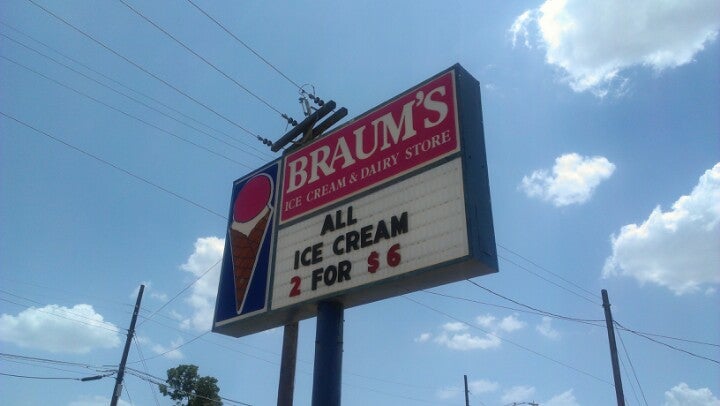 BRAUM'S
ICE CREAM & DAIRY STORE
ALL
ICE CREAM
2 FOR $6